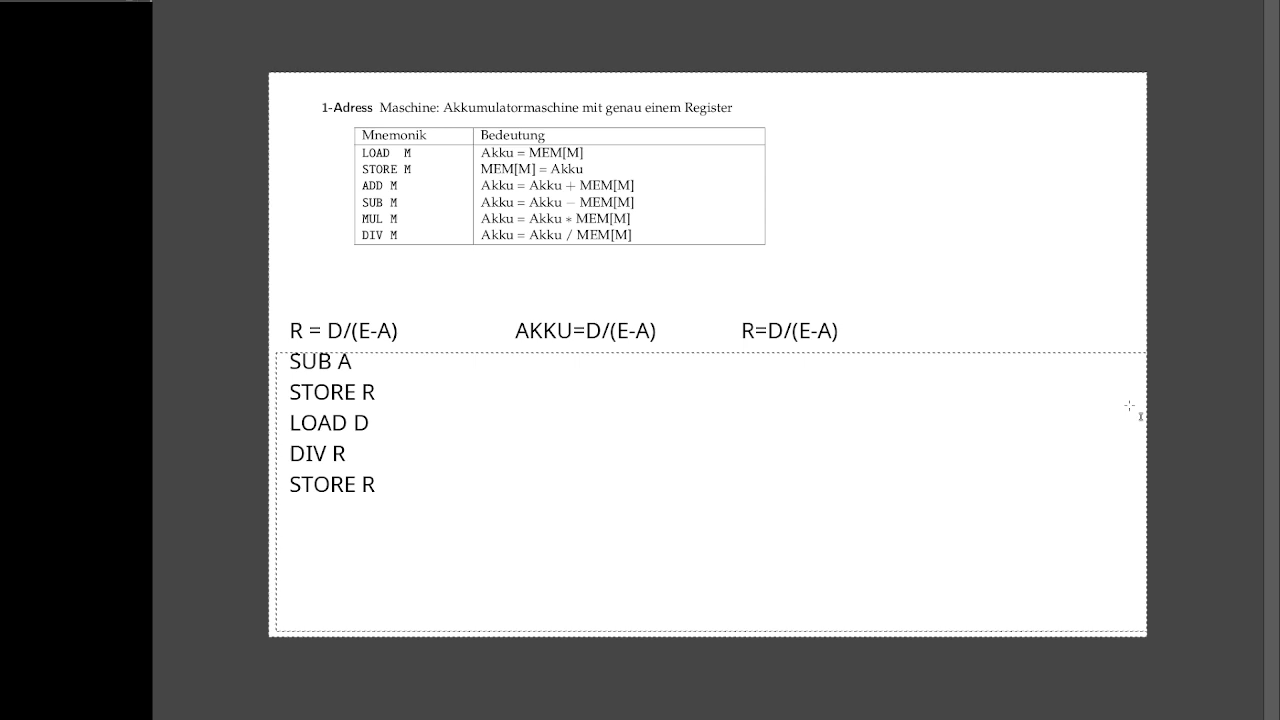 1-Adress Maschine: Akkumulatormaschine mit genau einem Register
Mnemonik Bedeutung
LOAD M Akku = MEM[M]
STORE M MEM[M] = Akku
ADD M Akku = Akku + MEM[M]
SUB M Akku = Akku − MEM[M]
MUL M Akku = Akku ∗ MEM[M]
DIV M Akku = Akku / MEM[M]
R = D/(E-A) AKKU=D/(E-A) R=D/(E-A)
SUB A
STORE R
LOAD D
DIV R
STORE R